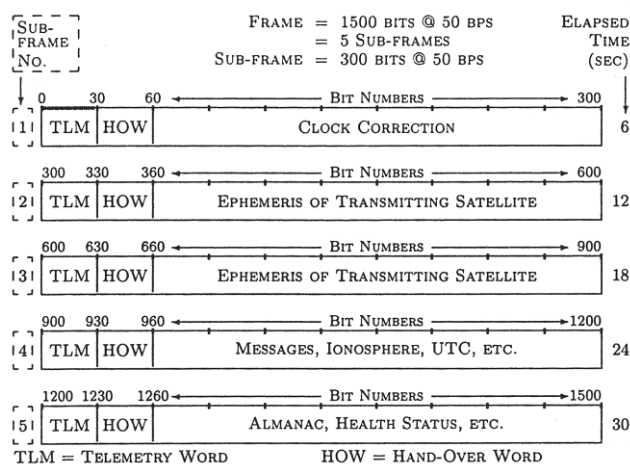 SUB-FRAME NO.
FRAME = 1500 BITS @ 50 BPS
= 5 SUB-FRAMES
SUB-FRAME = 300 BITS @ 50 BPS
ELAPSED TIME (SEC)
0 30 60 BIT NUMBERS 300
1 TLM HOW CLOCK CORRECTION 6
300 330 360 BIT NUMBERS 600
2 TLM HOW EPHEMERIS OF TRANSMITTING SATELLITE 12
600 630 660 BIT NUMBERS 900
3 TLM HOW EPHEMERIS OF TRANSMITTING SATELLITE 18
900 930 960 BIT NUMBERS 1200
4 TLM HOW MESSAGES, IONOSPHERE, UTC, ETC. 24
1200 1230 1260 BIT NUMBERS 1500
5 TLM HOW ALMANAC, HEALTH STATUS, ETC. 30
TLM = TELEMETRY WORD HOW = HAND-OVER WORD